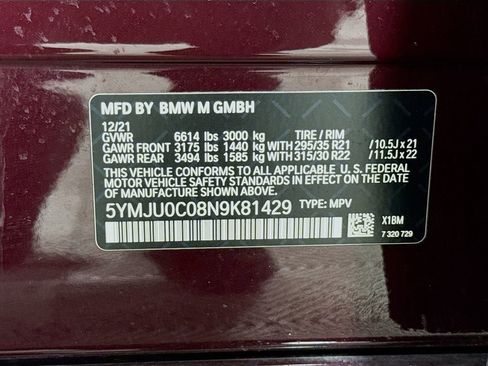 MFD BY BMW M GMBH
12/21
GVWR 6614 lbs 3000 kg TIRE / RIM
GAWR FRONT 3175 lbs 1440 kg WITH 295/35 R21 / 10.5J x 21
GAWR REAR 3494 lbs 1585 kg WITH 315/30 R22 / 11.5J x 22
THIS VEHICLE CONFORMS TO ALL APPLICABLE U. S. FEDERAL
MOTOR VEHICLE SAFETY STANDARDS IN EFFECT ON THE DATE OF
MANUFACTURE SHOWN ABOVE.
5YMJU0C08N9K81429 TYPE: MPV
X1BM
7 320 729